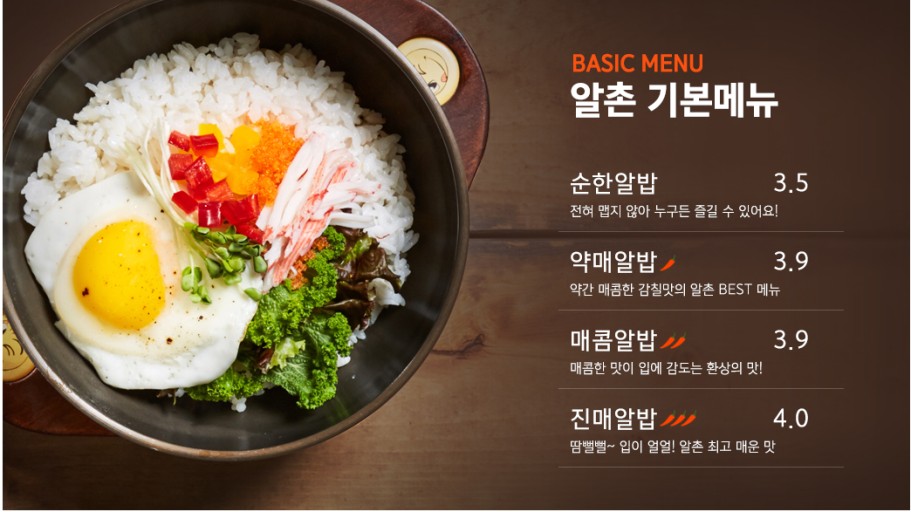 BASIC MENU
알촌 기본메뉴
순한알밥 3.5
전혀 맵지 않아 누구든 즐길 수 있어요!
약매알밥 3.9
약간 매콤한 감칠맛의 알촌 BEST 메뉴
매콤알밥 3.9
매콤한 맛이 입에 감도는 환상의 맛!
진매알밥 4.0
땀뻘뻘~ 입이 얼얼! 알촌 최고 매운 맛